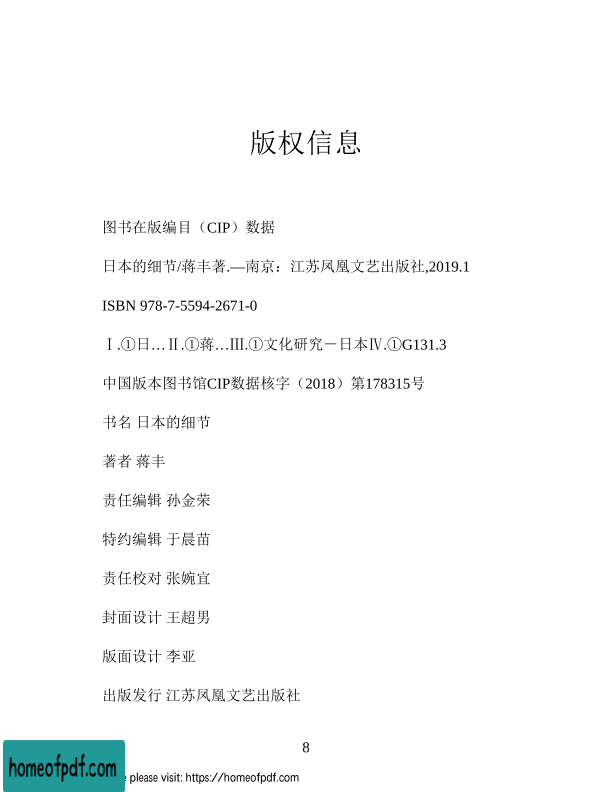 版权信息
图书在版编目（CIP）数据
日本的细节/蒋丰著.—南京：江苏凤凰文艺出版社,2019.1
ISBN 978-7-5594-2671-0
Ⅰ.①日…Ⅱ.①蒋…Ⅲ.①文化研究－日本Ⅳ.①G131.3
中国版本图书馆CIP数据核字（2018）第178315号
书名 日本的细节
著者 蒋丰
责任编辑 孙金荣
特约编辑 于晨苗
责任校对 张婉宜
封面设计 王超男
版面设计 李亚
出版发行 江苏凤凰文艺出版社
8
homeofpdf.com
please visit: https://homeofpdf.com